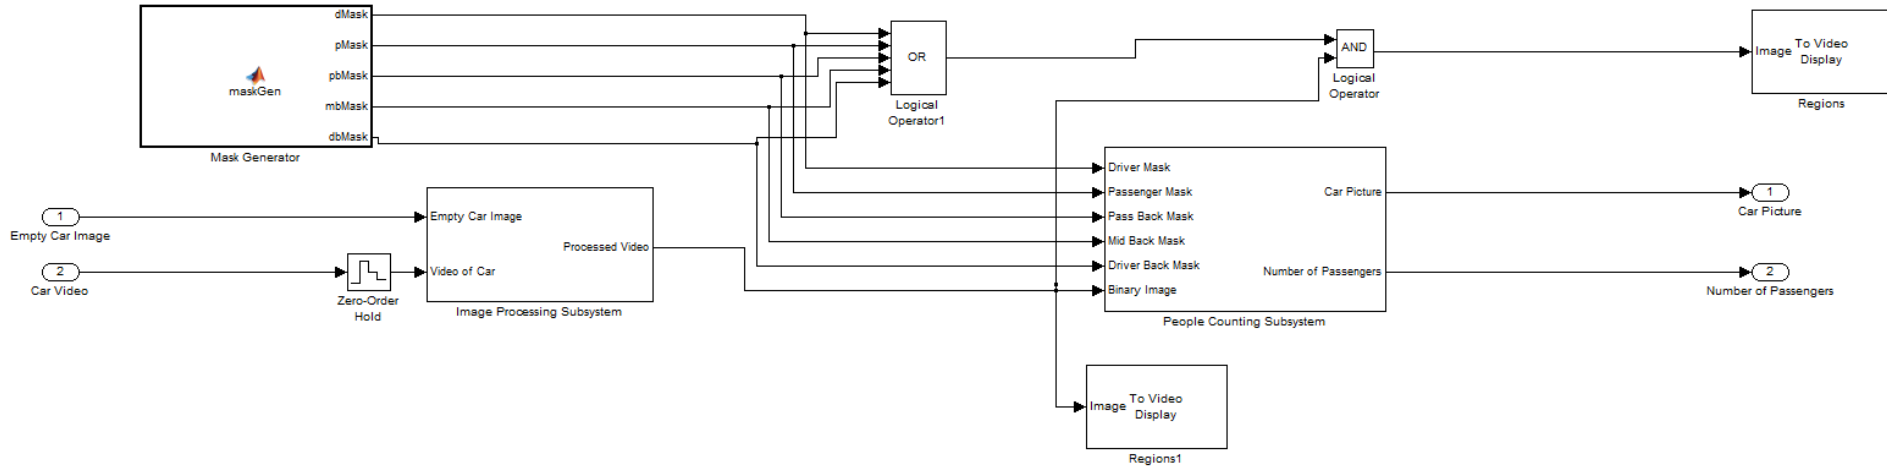 dMask
pMask
pbMask
mbMask
dbMask
maskGen
Mask Generator
OR
Logical
Operator1
AND
Logical
Operator
Image
To Video
Display
Regions
1
Empty Car Image
2
Car Video
Zero-Order
Hold
Empty Car Image
Video of Car
Processed Video
Image Processing Subsystem
Driver Mask
Passenger Mask
Pass Back Mask
Mid Back Mask
Driver Back Mask
Binary Image
Car Picture
Number of Passengers
People Counting Subsystem
1
Car Picture
2
Number of Passengers
Image
To Video
Display
Regions1